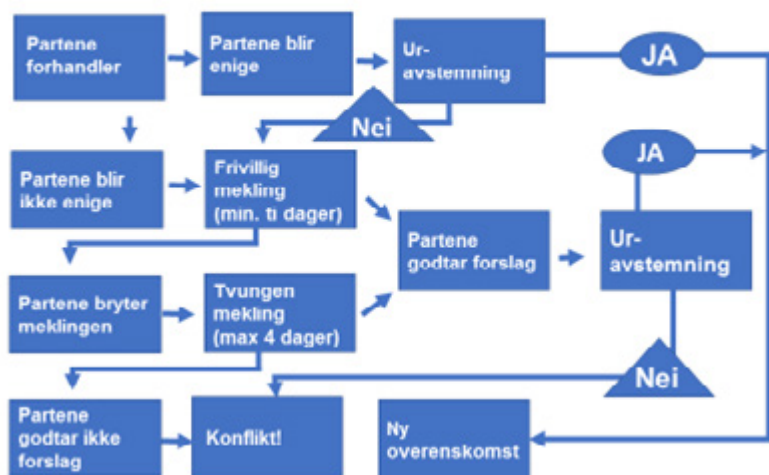 Partene
forhandler
Partene blir
enige
Ur-
avstemning
JA
Nei
Partene blir
ikke enige
Frivillig
mekling
(min. ti dager)
Partene
godtar forslag
Ur-
avstemning
JA
Partene bryter
meklingen
Tvungen
mekling
(max 4 dager)
Nei
Partene
godtar ikke
forslag
Konflikt!
Ny
overenskomst